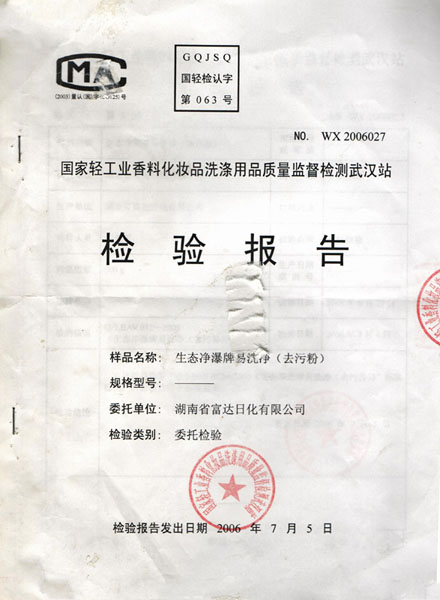 CMA
GQJSQ
国轻检认字
第 063 号
NO. WX 2006027
国家轻工业香料化妆品洗涤用品质量监督检测武汉站
检验报告
样品名称： 生态净瀑牌易洗净（去污粉）
规格型号： ———
委托单位： 湖南省富达日化有限公司
检验类别： 委托检验
检验报告发出日期 2006 年 7 月 5 日